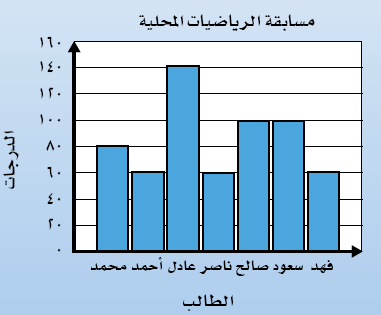 مسابقة الرياضيات المحلية
الدرجات
١٦٠
١٤٠
١٢٠
١٠٠
٨٠
٦٠
٤٠
٢٠
٠
محمد أحمد عادل ناصر صالح سعود فهد
الطالب